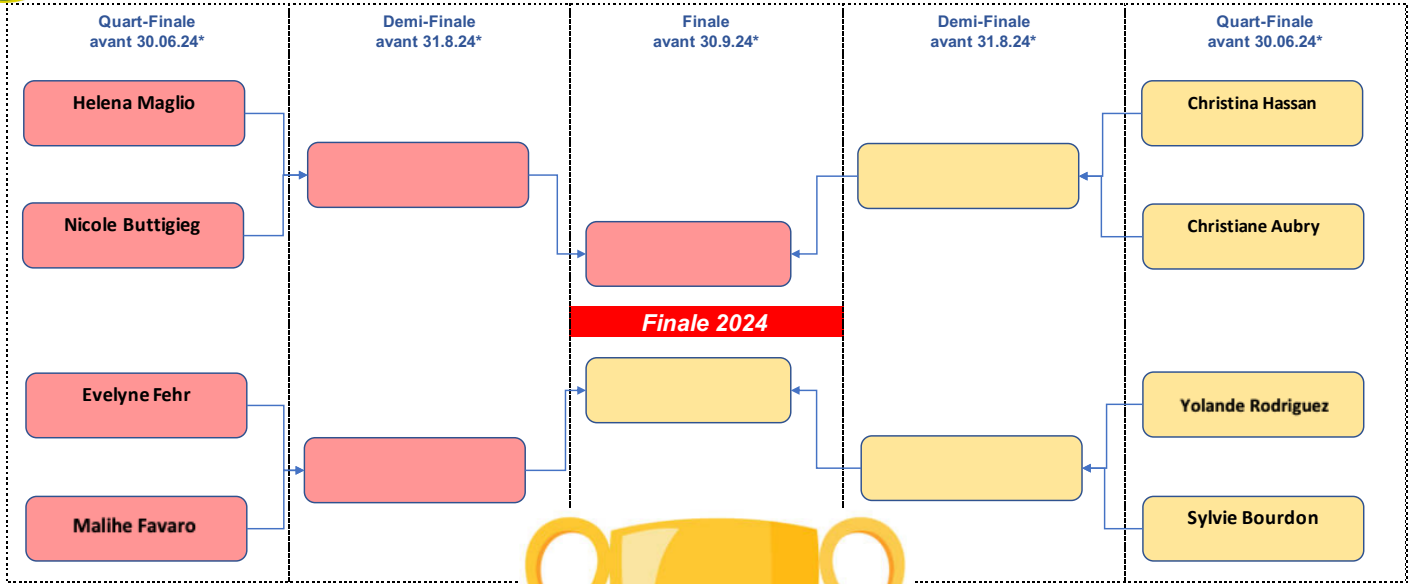 Quart-Finale
avant 30.06.24*
Demi-Finale
avant 31.8.24*
Finale
avant 30.9.24*
Demi-Finale
avant 31.8.24*
Quart-Finale
avant 30.06.24*
Helena Maglio
Christina Hassan
Nicole Buttigieg
Christiane Aubry
Finale 2024
Evelyne Fehr
Yolande Rodriguez
Malihe Favaro
Sylvie Bourdon